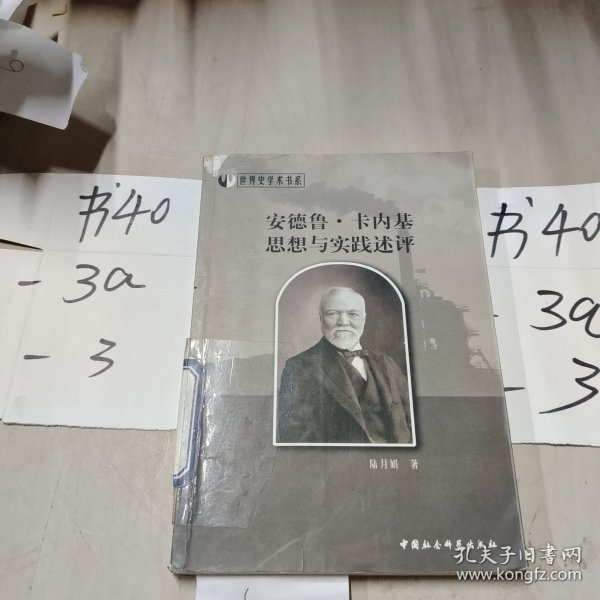 世界史学术书系
安德鲁·卡内基
思想与实践述评
陆月娟 著
中国社会科学出版社
书40
-3a
-3
书40
-3a
-3
孔夫子旧书网
www.kongfz.com